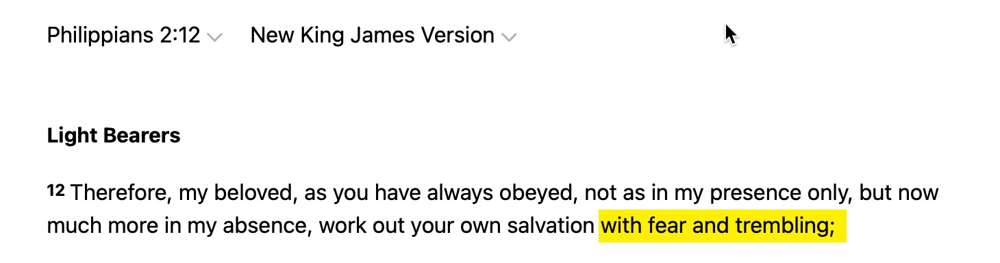 Philippians 2:12 New King James Version
Light Bearers
12 Therefore, my beloved, as you have always obeyed, not as in my presence only, but now
much more in my absence, work out your own salvation with fear and trembling;